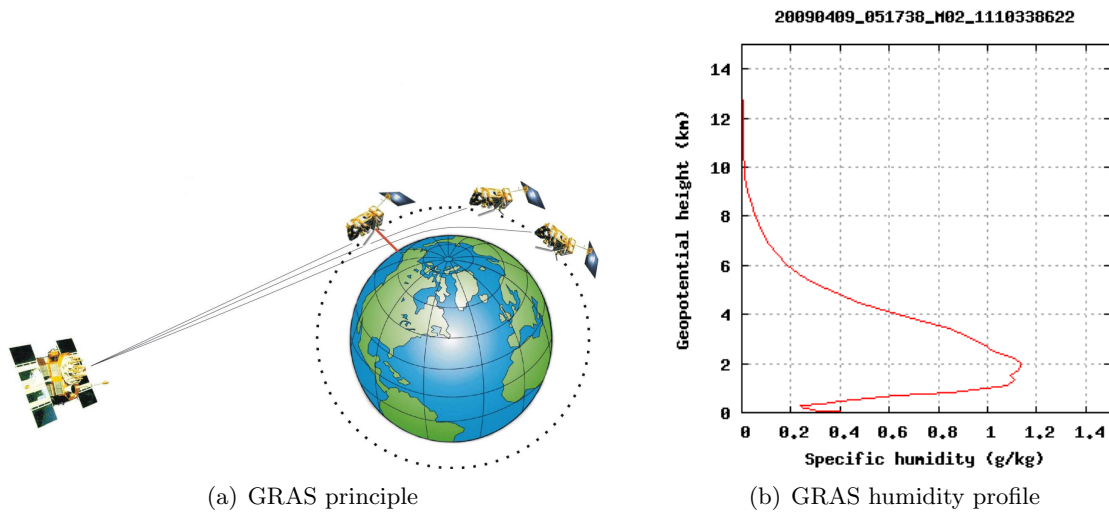 20090409_051738_M02_1110338622
Geopotential height (km)
14
12
10
8
6
4
2
0
0 0.2 0.4 0.6 0.8 1 1.2 1.4
Specific humidity (g/kg)
(a) GRAS principle
(b) GRAS humidity profile